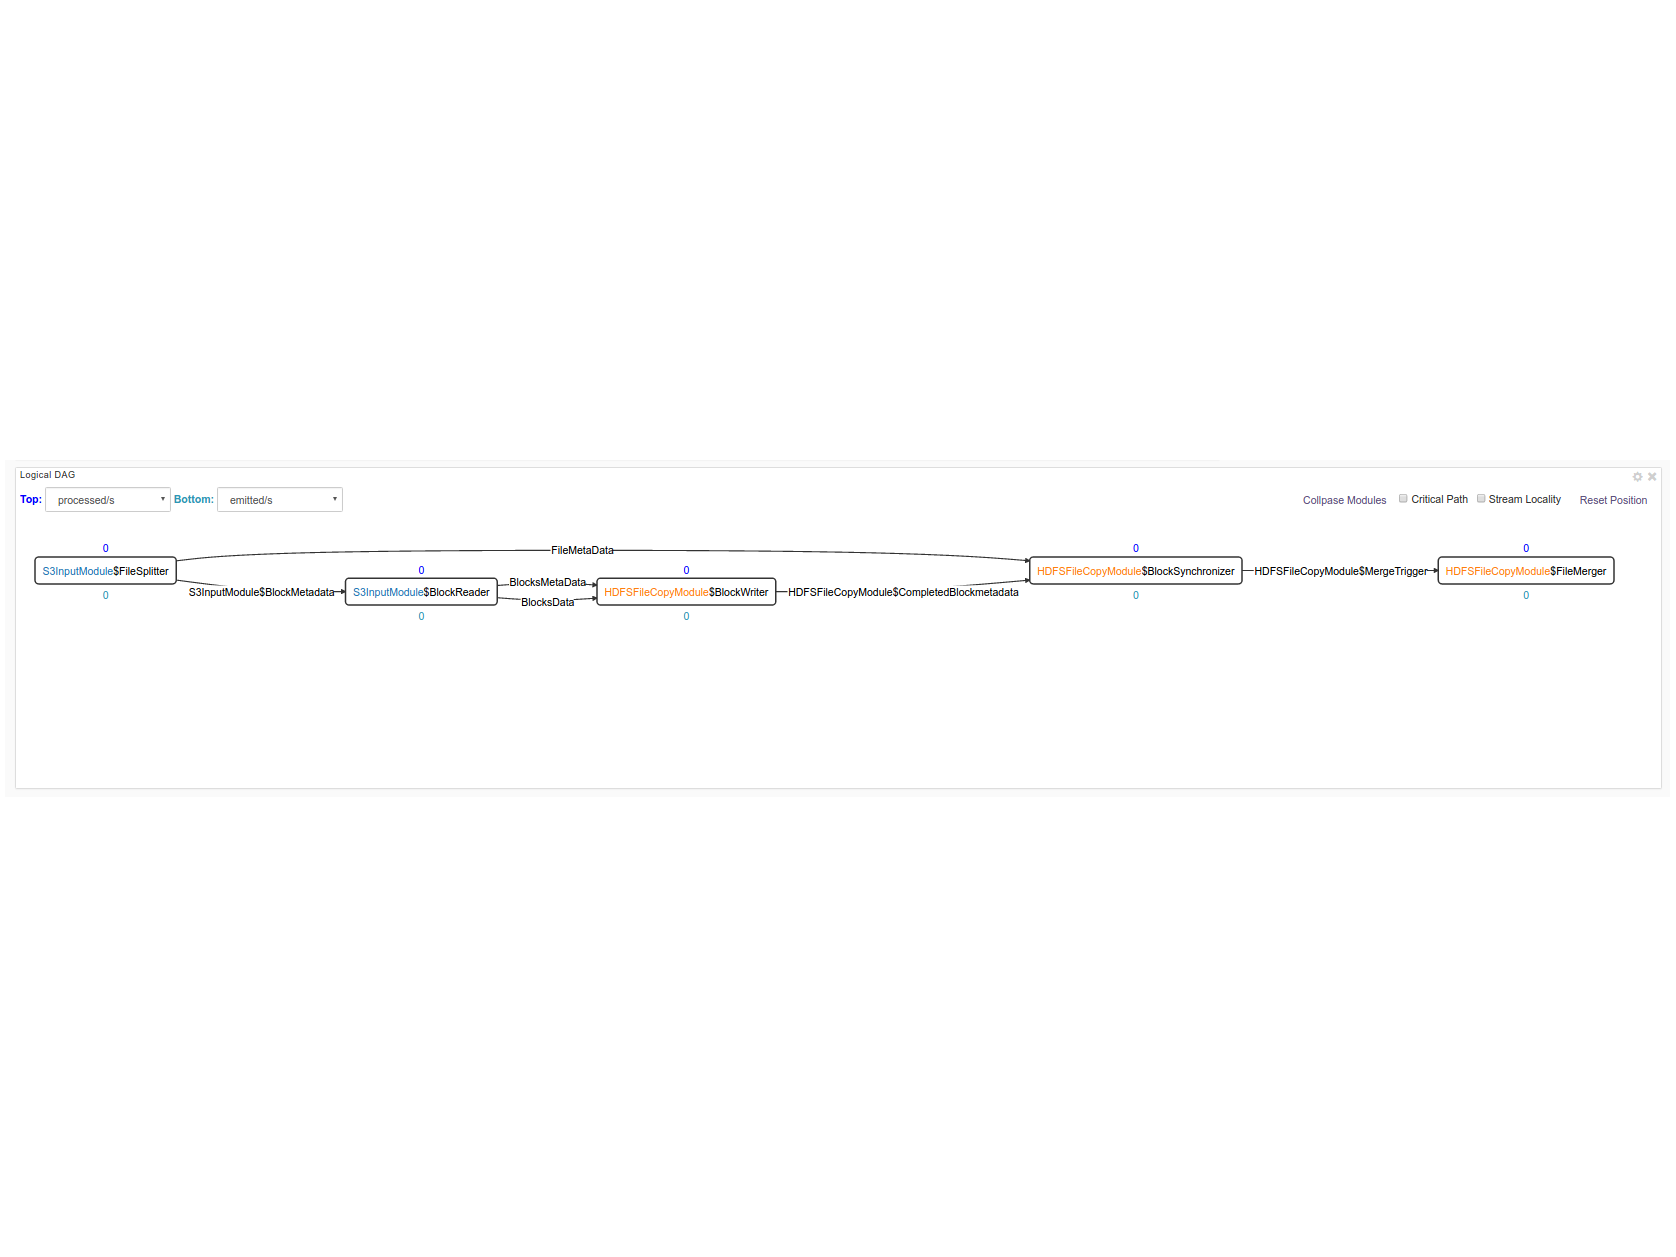 Logical DAG
Top: processed/s Bottom: emitted/s Collpase Modules Critical Path Stream Locality Reset Position
0
S3InputModule$FileSplitter
0
FileMetaData
S3InputModule$BlockMetadata
0
S3InputModule$BlockReader
0
BlocksMetaData
BlocksData
0
HDFSFileCopyModule$BlockWriter
0
HDFSFileCopyModule$CompletedBlockmetadata
0
HDFSFileCopyModule$BlockSynchronizer
0
HDFSFileCopyModule$MergeTrigger
0
HDFSFileCopyModule$FileMerger
0